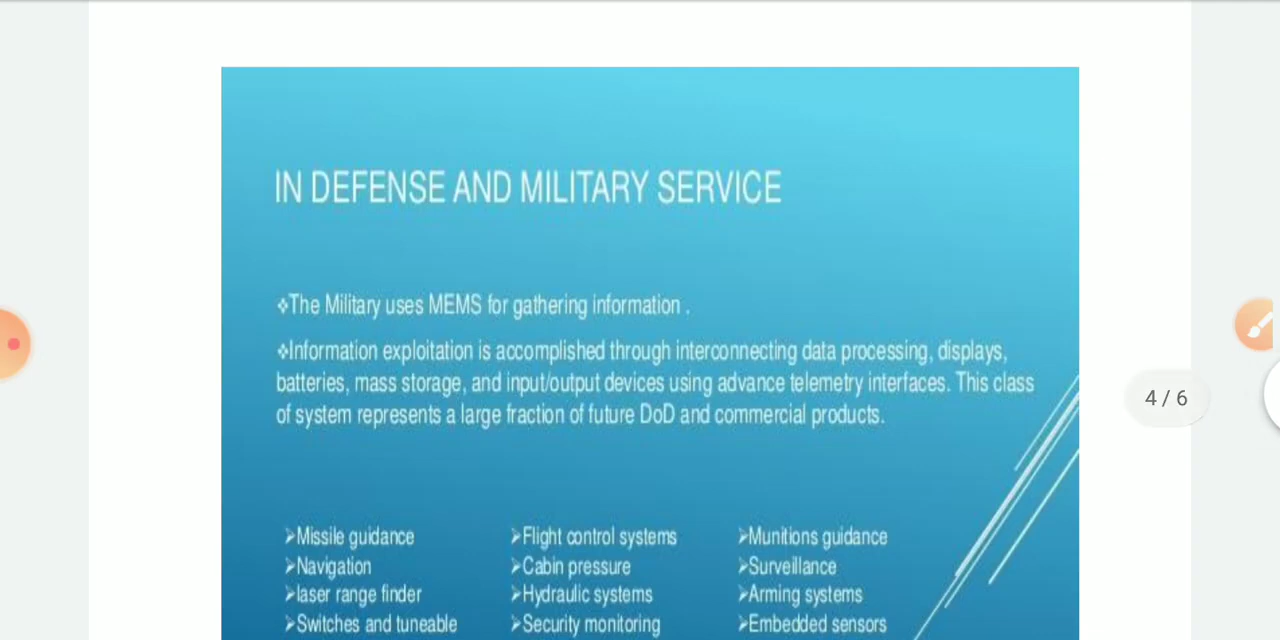 IN DEFENSE AND MILITARY SERVICE
❖The Military uses MEMS for gathering information .
❖Information exploitation is accomplished through interconnecting data processing, displays,
batteries, mass storage, and input/output devices using advance telemetry interfaces. This class
of system represents a large fraction of future DoD and commercial products.
4 / 6
➢Missile guidance ➢Flight control systems ➢Munitions guidance
➢Navigation ➢Cabin pressure ➢Surveillance
➢laser range finder ➢Hydraulic systems ➢Arming systems
➢Switches and tuneable ➢Security monitoring ➢Embedded sensors